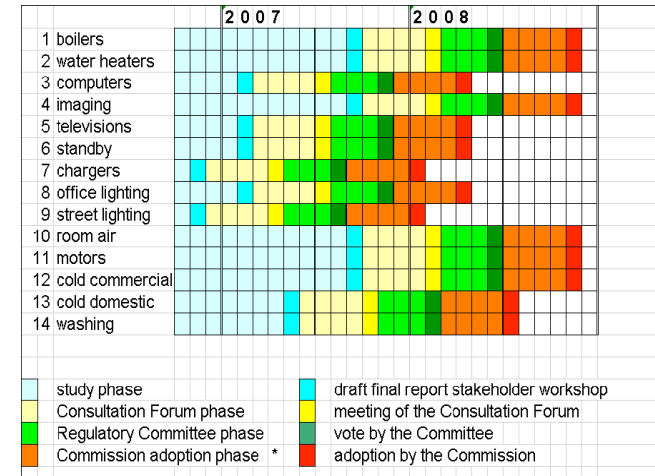 2007 2008
1 boilers
2 water heaters
3 computers
4 imaging
5 televisions
6 standby
7 chargers
8 office lighting
9 street lighting
10 room air
11 motors
12 cold commercial
13 cold domestic
14 washing
study phase draft final report stakeholder workshop
Consultation Forum phase meeting of the Consultation Forum
Regulatory Committee phase vote by the Committee
Commission adoption phase * adoption by the Commission